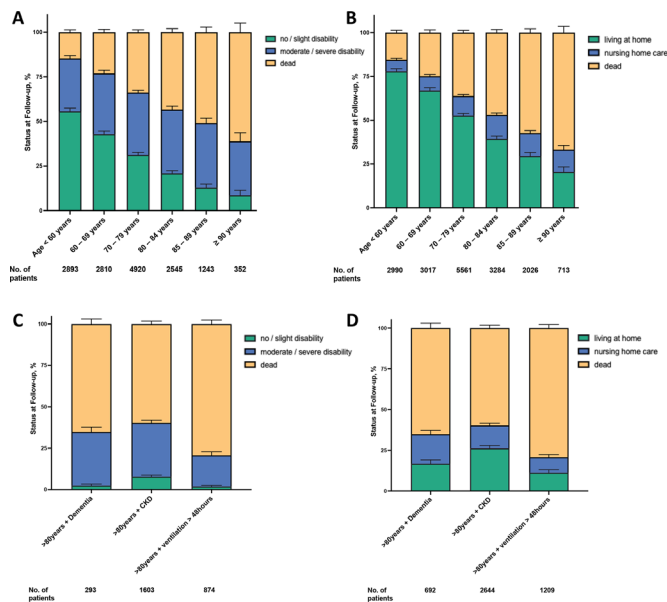 A
no / slight disability
moderate / severe disability
dead
Status at Follow-up, %
100
75
50
25
0
Age < 60 years
60 – 69 years
70 – 79 years
80 – 84 years
85 – 89 years
≥ 90 years
No. of patients
2893 2810 4920 2545 1243 352
B
living at home
nursing home care
dead
Status at Follow-up, %
100
75
50
25
0
Age < 60 years
60 – 69 years
70 – 79 years
80 – 84 years
85 – 89 years
≥ 90 years
No. of patients
2990 3017 5561 3284 2026 713
C
no / slight disability
moderate / severe disability
dead
Status at Follow-up, %
100
75
50
25
0
>80years + Dementia
>80years + CKD
>80years + ventilation > 48hours
No. of
patients
293 1603 874
D
living at home
nursing home care
dead
Status at Follow-up, %
100
75
50
25
0
>80years + Dementia
>80years + CKD
>80years + ventilation > 48hours
No. of
patients
692 2644 1209